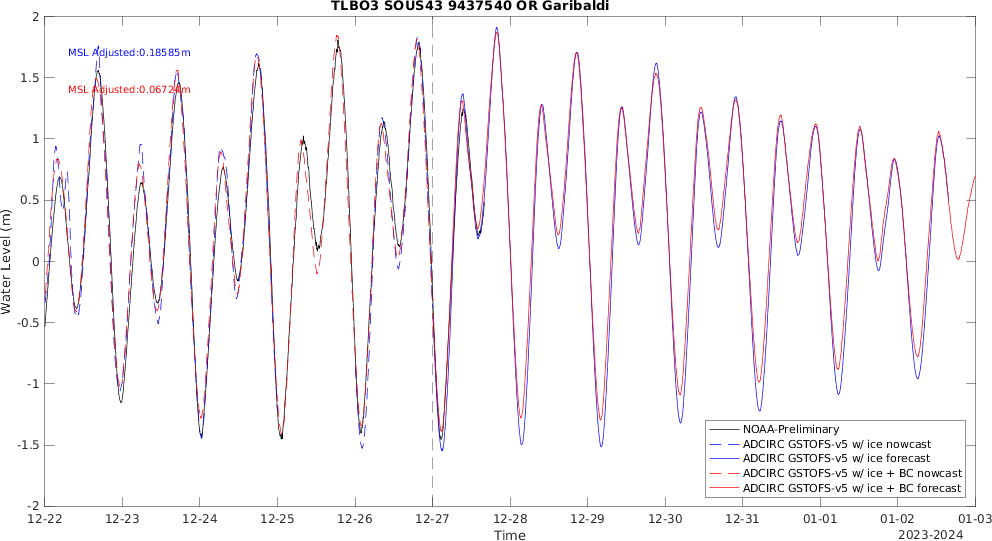 TLBO3 SOUS43 9437540 OR Garibaldi
2
1.5
1
0.5
0
-0.5
-1
-1.5
-2
Water Level (m)
MSL Adjusted:0.18585m
MSL Adjusted:0.06724m
NOAA-Preliminary
ADCIRC GSTOFS-v5 w/ ice nowcast
ADCIRC GSTOFS-v5 w/ ice forecast
ADCIRC GSTOFS-v5 w/ ice + BC nowcast
ADCIRC GSTOFS-v5 w/ ice + BC forecast
12-22 12-23 12-24 12-25 12-26 12-27 12-28 12-29 12-30 12-31 01-01 01-02 01-03
Time
2023-2024